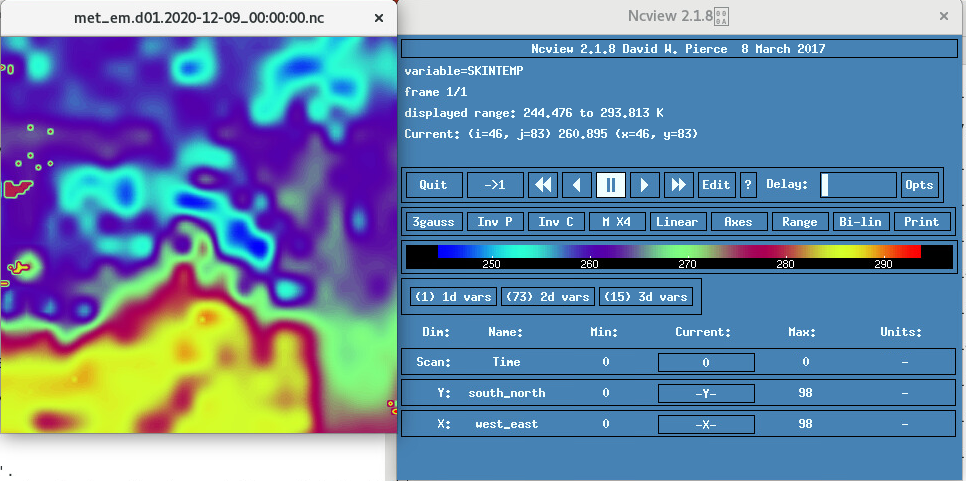 met_em.d01.2020-12-09_00:00:00.nc ×
Ncview 2.1.8 ×
Ncview 2.1.8 David W. Pierce 8 March 2017
variable=SKINTEMP
frame 1/1
displayed range: 244.476 to 293.813 K
Current: (i=46, j=83) 260.895 (x=46, y=83)
Quit ->1 Edit ? Delay: Opts
3gauss Inv P Inv C M X4 Linear Axes Range Bi-lin Print
250 260 270 280 290
(1) 1d vars (73) 2d vars (15) 3d vars
Dim: Name: Min: Current: Max: Units:
Scan: Time 0 0 0 -
Y: south_north 0 -Y- 98 -
X: west_east 0 -X- 98 -
'.